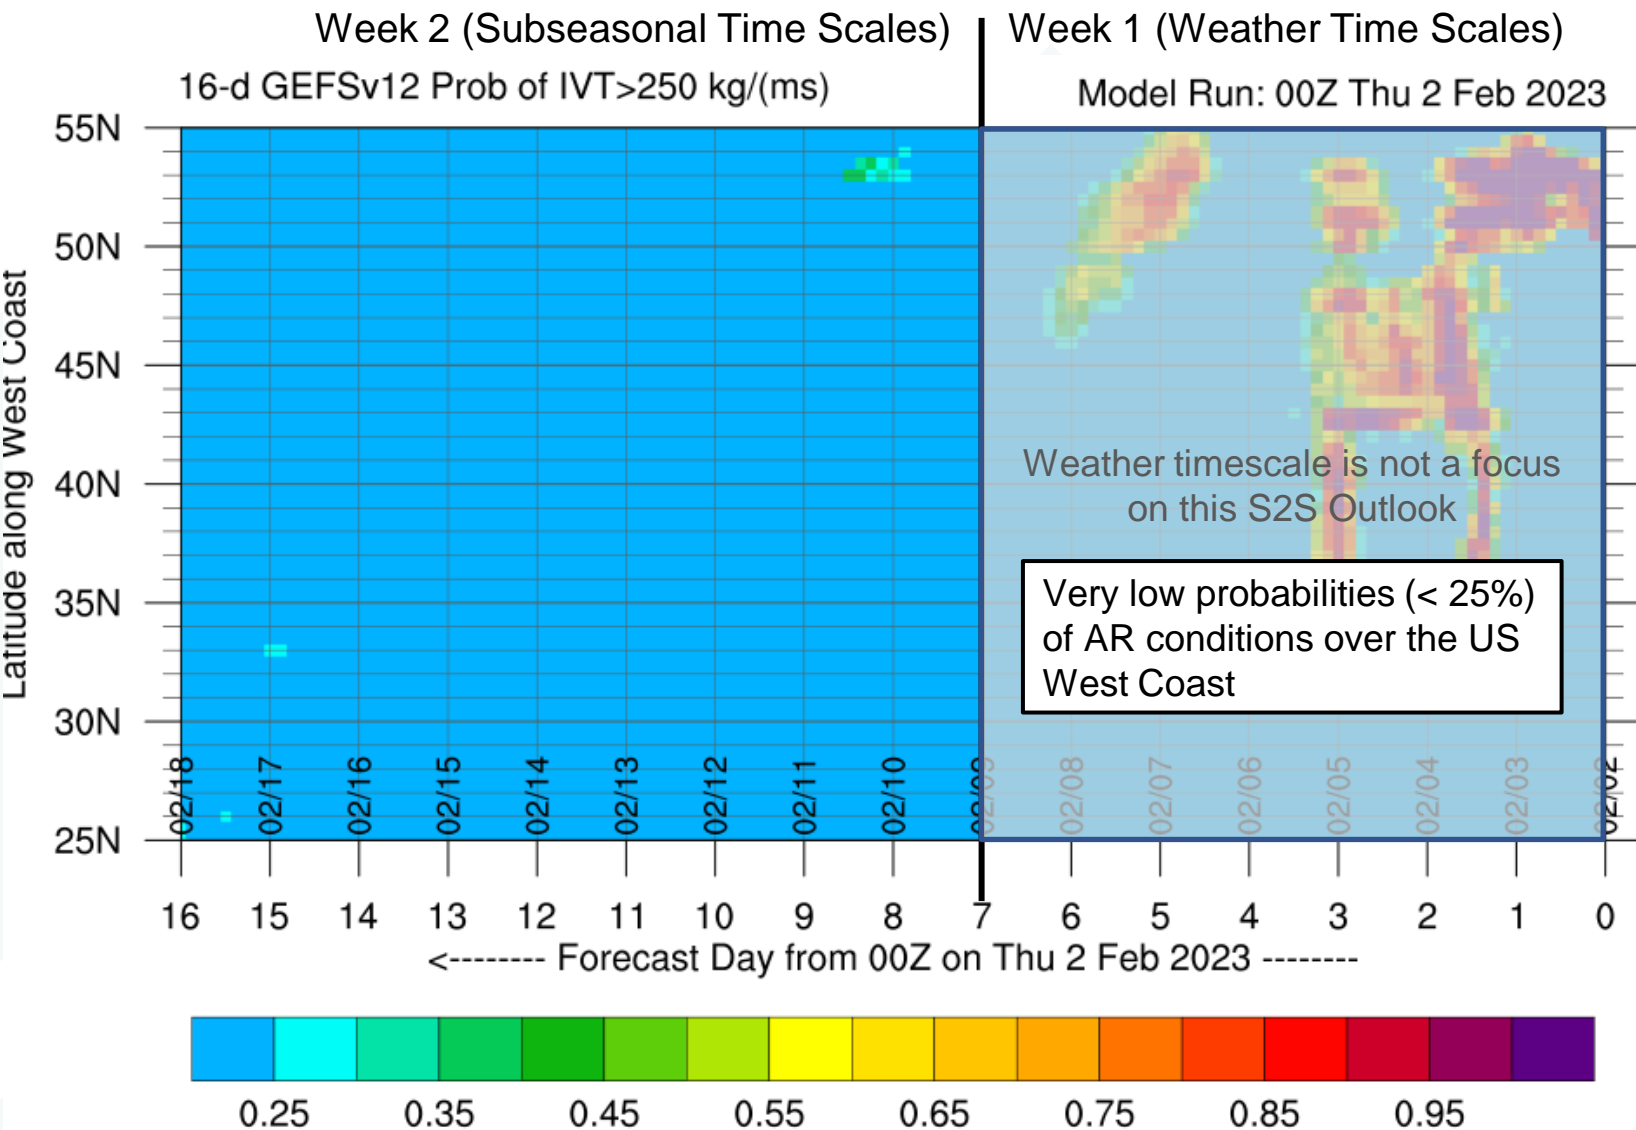 Week 2 (Subseasonal Time Scales)
Week 1 (Weather Time Scales)
16-d GEFSv12 Prob of IVT>250 kg/(ms)
Model Run: 00Z Thu 2 Feb 2023
Latitude along West Coast
55N
50N
45N
40N
35N
30N
25N
Weather timescale is not a focus
on this S2S Outlook
Very low probabilities (< 25%)
of AR conditions over the US
West Coast
02/18 02/17 02/16 02/15 02/14 02/13 02/12 02/11 02/10 02/09 02/08 02/07 02/06 02/05 02/04 02/03 02/02
16 15 14 13 12 11 10 9 8 7 6 5 4 3 2 1 0
<-------- Forecast Day from 00Z on Thu 2 Feb 2023 --------
0.25 0.35 0.45 0.55 0.65 0.75 0.85 0.95